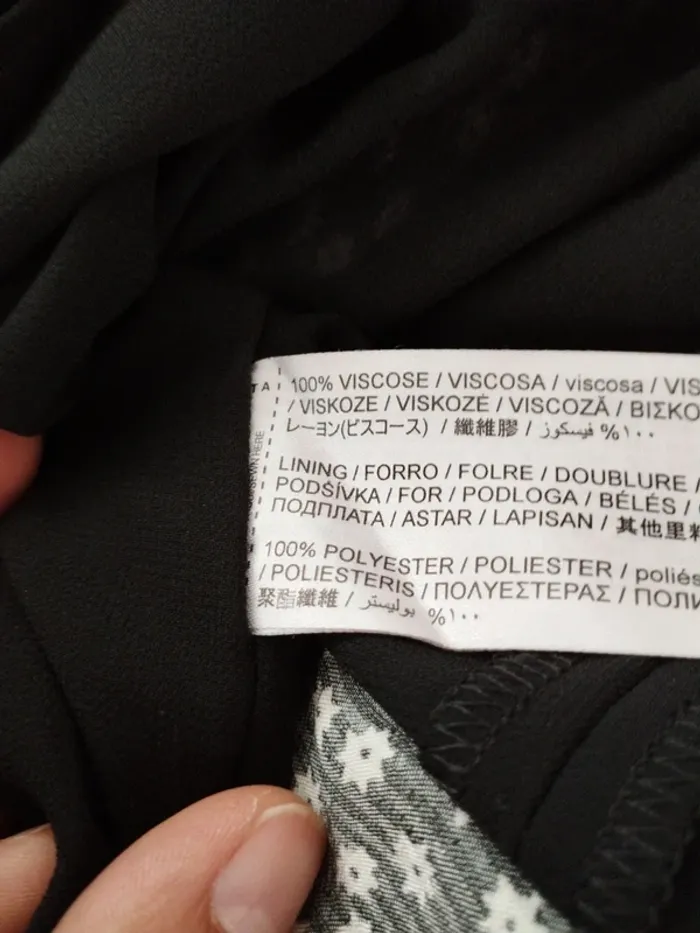 100% VISCOSE / VISCOSA / viscosa / VIS
/ VISKOZE / VISKOZĖ / VISCOZĂ / ΒΙΣΚΟ
レーヨン(ビスコース) / 纖維膠 / فيسكوز %١٠٠
LINING / FORRO / FOLRE / DOUBLURE /
PODŠÍVKA / FOR / PODLOGA / BÉLÉS /
ПОДПЛАТА / ASTAR / LAPISAN / 其他里料
100% POLYESTER / POLIESTER / poliés
/ POLIESTERIS / ΠΟΛΥΕΣΤΕΡΑΣ / ПОЛИ
聚酯纖維 / بوليستر %١٠٠